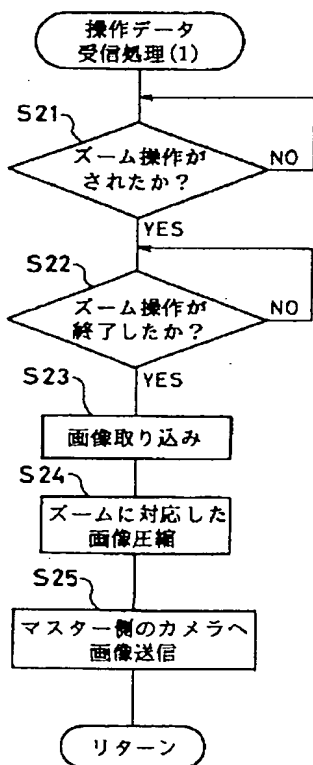 操作データ
受信処理(1)
S21
ズーム操作が
されたか？
NO
YES
S22
ズーム操作が
終了したか？
NO
YES
S23
画像取り込み
S24
ズームに対応した
画像圧縮
S25
マスター側のカメラへ
画像送信
リターン